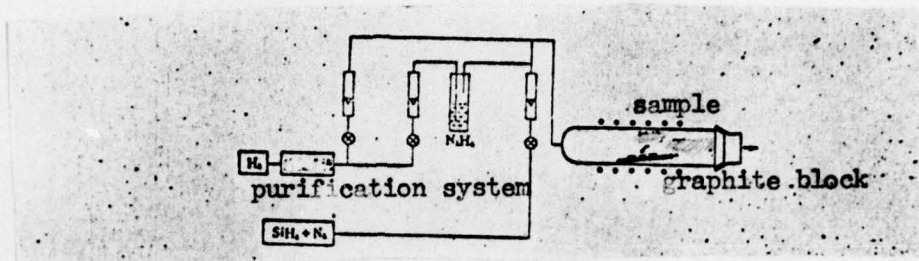 sample
N₂H₄
H₂
purification system
graphite block
SiH₄ + N₂